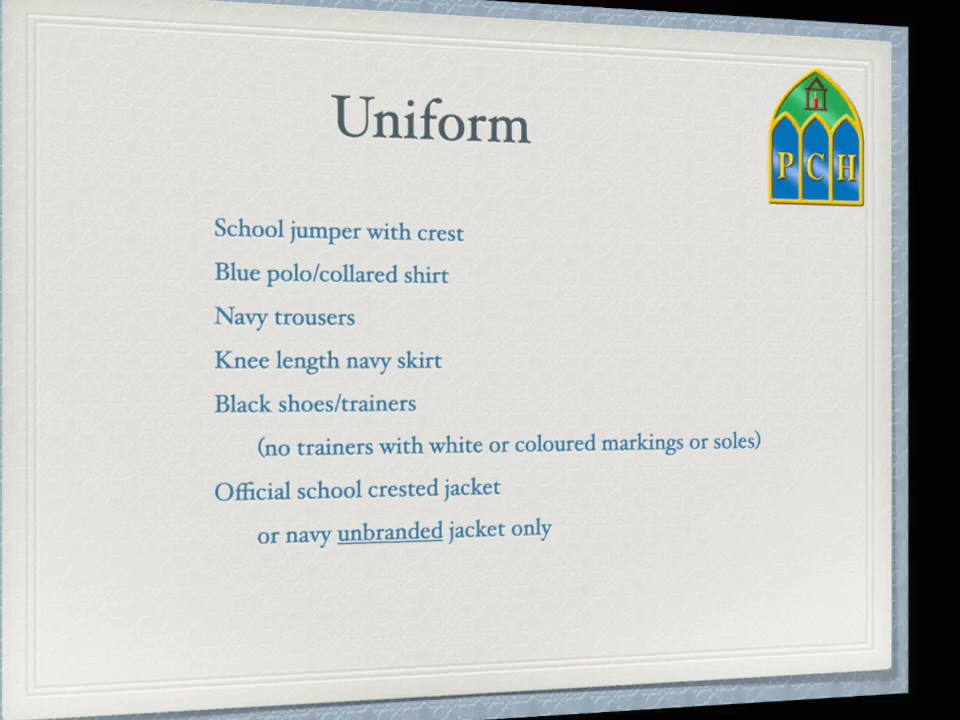 Uniform
P C H
School jumper with crest
Blue polo/collared shirt
Navy trousers
Knee length navy skirt
Black shoes/trainers
(no trainers with white or coloured markings or soles)
Official school crested jacket
or navy unbranded jacket only